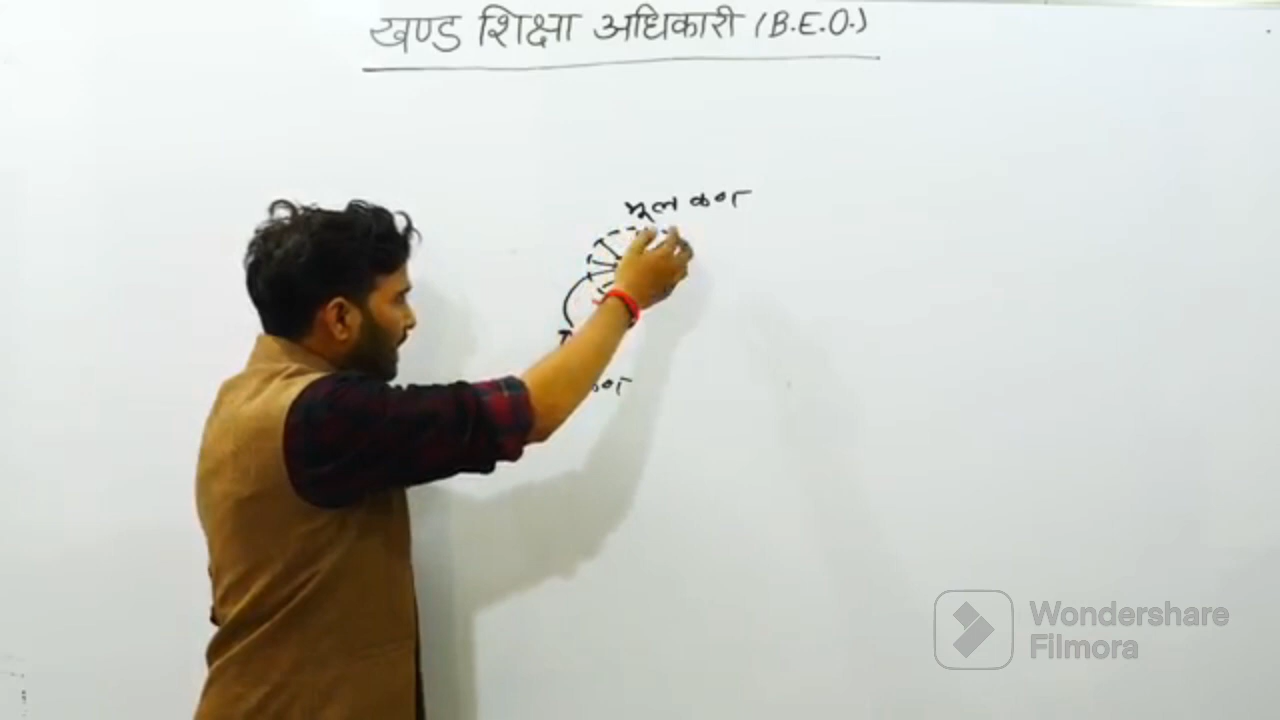 खण्ड शिक्षा अधिकारी (B.E.O.)
मूल कण
Wondershare
Filmora